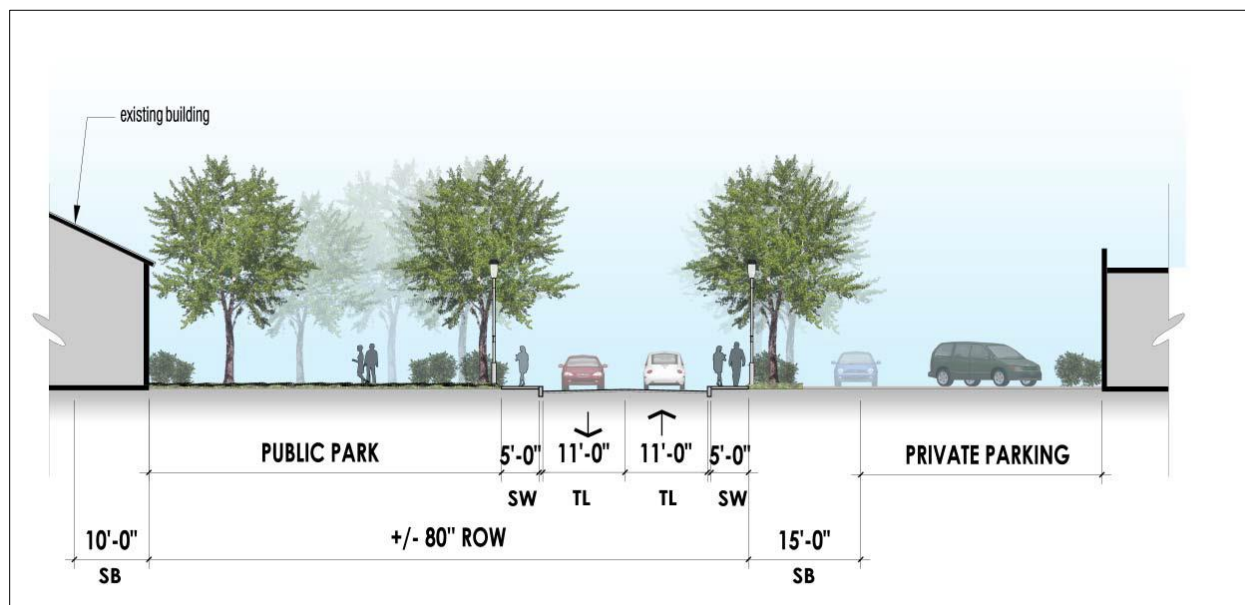 existing building
PUBLIC PARK
5'-0"
11'-0"
11'-0"
5'-0"
PRIVATE PARKING
SW
TL
TL
SW
10'-0"
+/- 80" ROW
15'-0"
SB
SB